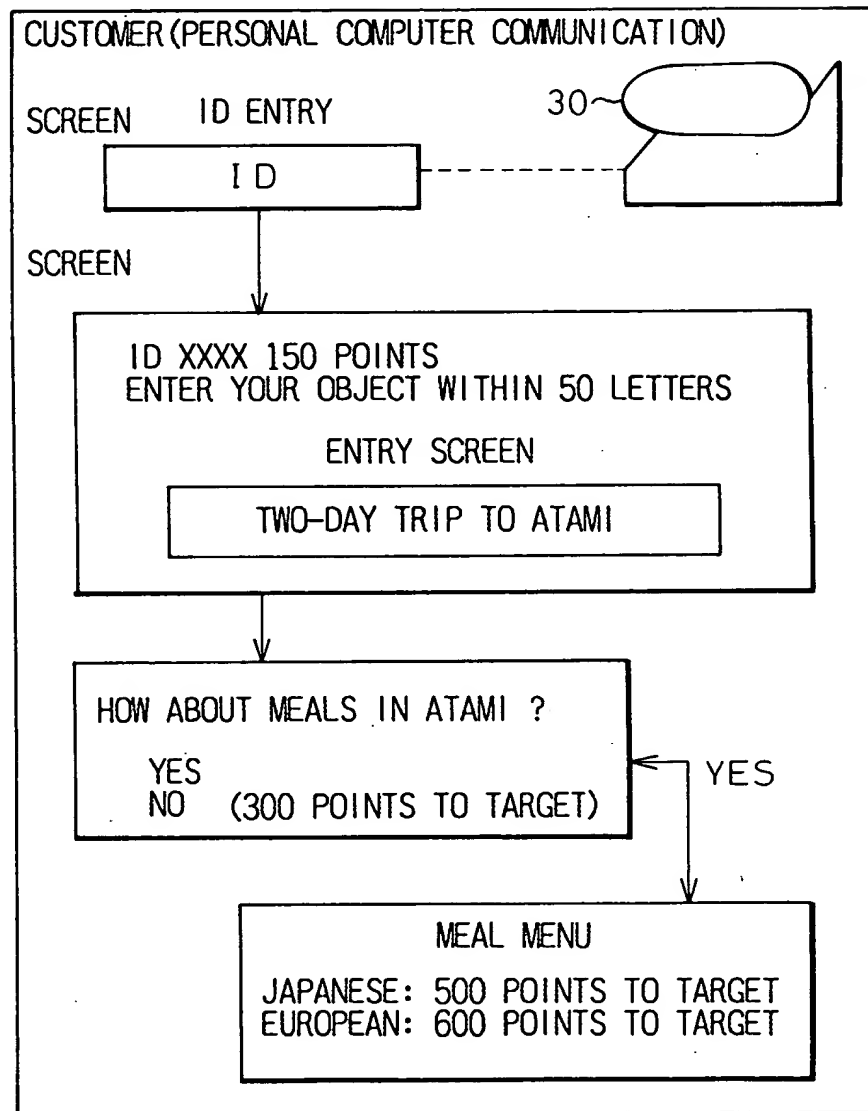 CUSTOMER(PERSONAL COMPUTER COMMUNICATION)
SCREEN ID ENTRY 30
ID
SCREEN
ID XXXX 150 POINTS
ENTER YOUR OBJECT WITHIN 50 LETTERS
ENTRY SCREEN
TWO-DAY TRIP TO ATAMI
HOW ABOUT MEALS IN ATAMI ?
YES
NO (300 POINTS TO TARGET)
YES
MEAL MENU
JAPANESE: 500 POINTS TO TARGET
EUROPEAN: 600 POINTS TO TARGET